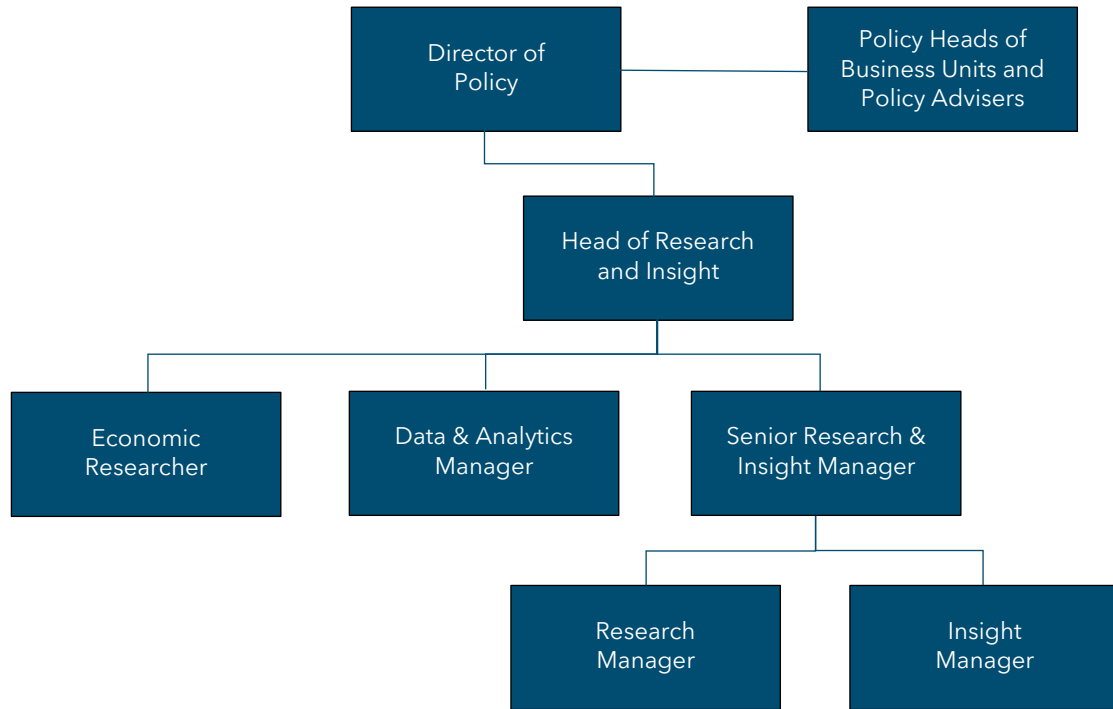 Director of
Policy
Policy Heads of
Business Units and
Policy Advisers
Head of Research
and Insight
Economic
Researcher
Data & Analytics
Manager
Senior Research &
Insight Manager
Research
Manager
Insight
Manager